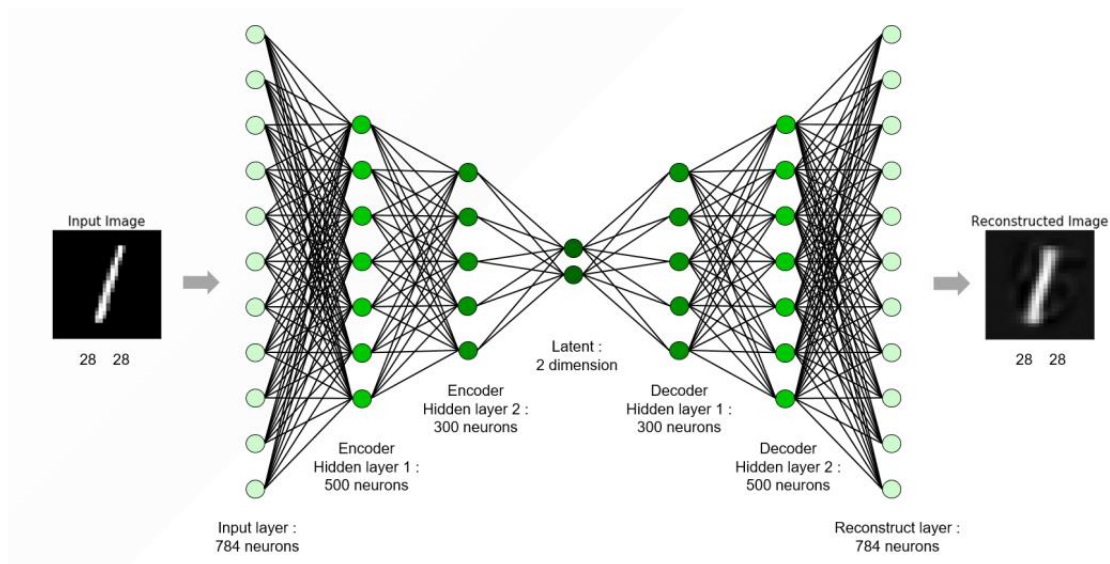 Input Image
28 28
Encoder
Hidden layer 1 :
500 neurons
Input layer :
784 neurons
Encoder
Hidden layer 2 :
300 neurons
Latent :
2 dimension
Decoder
Hidden layer 1 :
300 neurons
Decoder
Hidden layer 2 :
500 neurons
Reconstruct layer :
784 neurons
Reconstructed Image
28 28